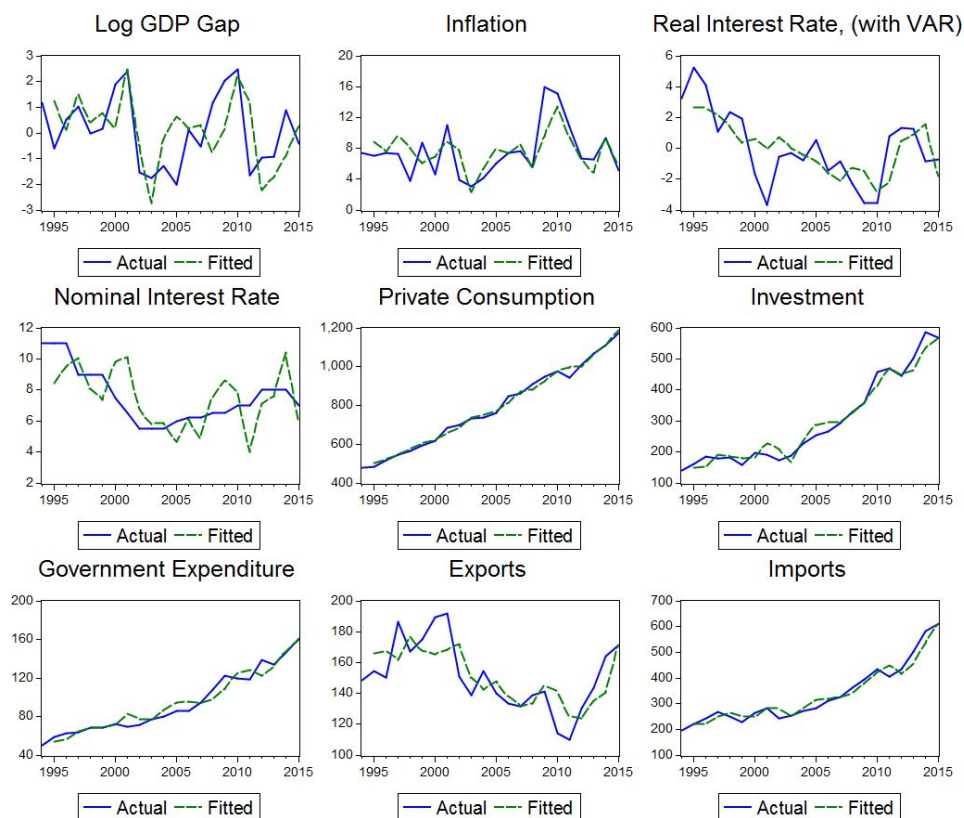 Log GDP Gap
3
2
1
0
-1
-2
-3
1995 2000 2005 2010 2015
Actual Fitted
Inflation
20
16
12
8
4
0
1995 2000 2005 2010 2015
Actual Fitted
Real Interest Rate, (with VAR)
6
4
2
0
-2
-4
1995 2000 2005 2010 2015
Actual Fitted
Nominal Interest Rate
12
10
8
6
4
2
1995 2000 2005 2010 2015
Actual Fitted
Private Consumption
1,200
1,000
800
600
400
1995 2000 2005 2010 2015
Actual Fitted
Investment
600
500
400
300
200
100
1995 2000 2005 2010 2015
Actual Fitted
Government Expenditure
200
160
120
80
40
1995 2000 2005 2010 2015
Actual Fitted
Exports
200
180
160
140
120
100
1995 2000 2005 2010 2015
Actual Fitted
Imports
700
600
500
400
300
200
100
1995 2000 2005 2010 2015
Actual Fitted